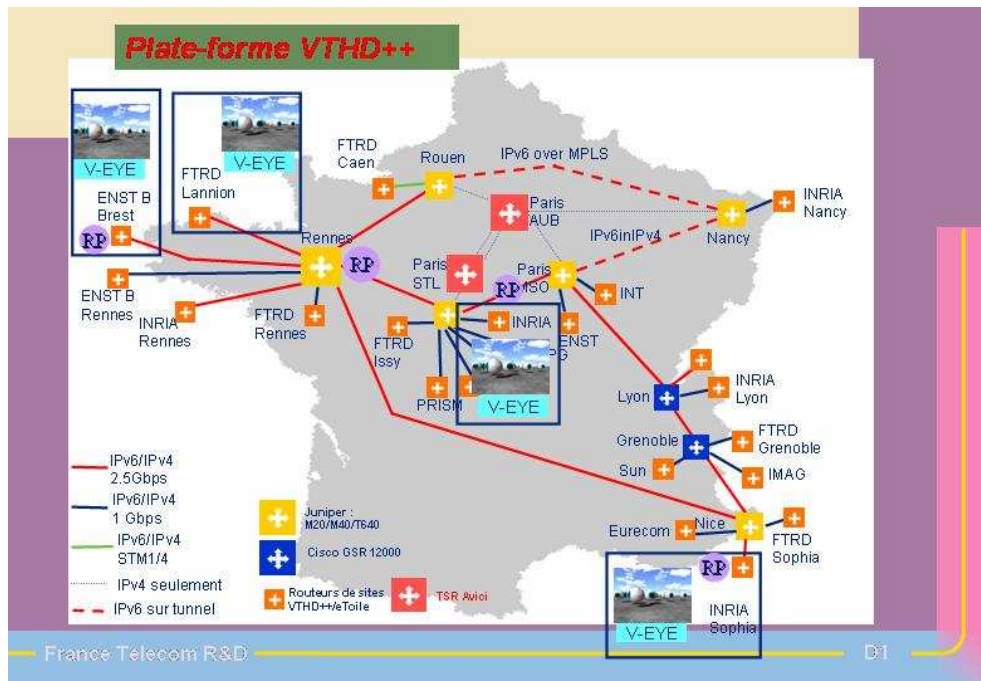 Plate-forme VTHD++
V-EYE
V-EYE
ENST B
Brest
RP
FTRD
Lannion
FTRD
Caen
Rouen
IPv6 over MPLS
INRIA
Nancy
Nancy
Paris
AUB
IPv6inIPv4
Rennes
RP
Paris
STL
Paris
RP
INT
ENST B
Rennes
INRIA
Rennes
FTRD
Rennes
FTRD
Issy
INRIA
ENST
PRISM
V-EYE
Lyon
INRIA
Lyon
Grenoble
FTRD
Grenoble
Sun
IMAG
Eurecom
Nice
FTRD
Sophia
RP
INRIA
Sophia
V-EYE
IPv6/IPv4
2.5Gbps
IPv6/IPv4
1 Gbps
IPv6/IPv4
STM1/4
IPv4 seulement
IPv6 sur tunnel
Juniper :
M20/M40/T640
Cisco GSR 12000
Routeurs de sites
VTHD++/eToile
TSR Avici
France Télécom R&D
D1